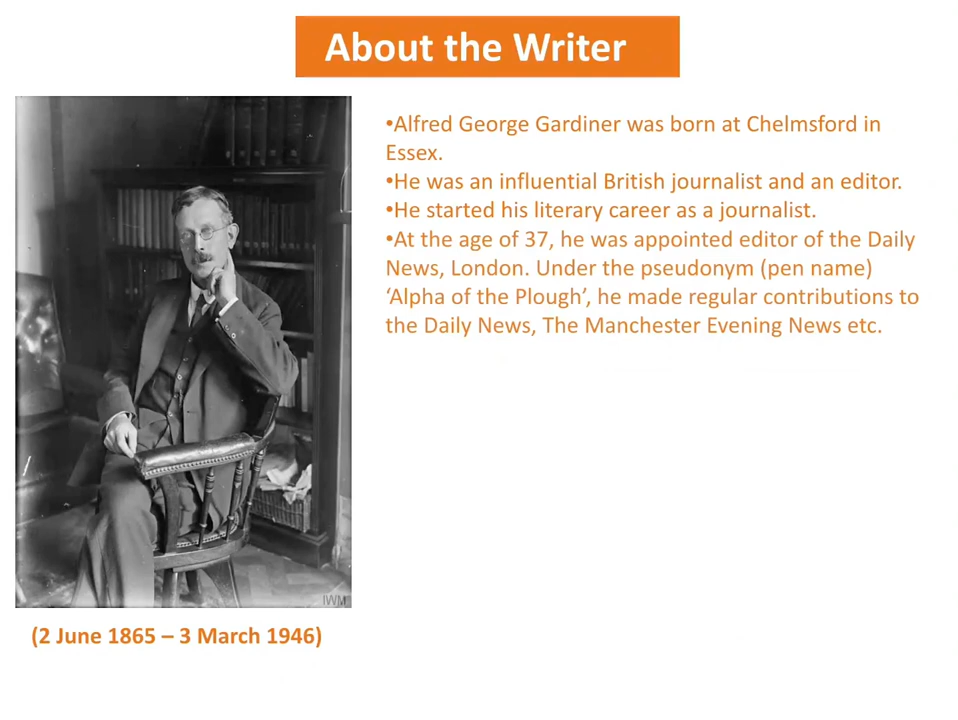 About the Writer
•Alfred George Gardiner was born at Chelmsford in
Essex.
•He was an influential British journalist and an editor.
•He started his literary career as a journalist.
•At the age of 37, he was appointed editor of the Daily
News, London. Under the pseudonym (pen name)
‘Alpha of the Plough’, he made regular contributions to
the Daily News, The Manchester Evening News etc.
IWM
(2 June 1865 – 3 March 1946)